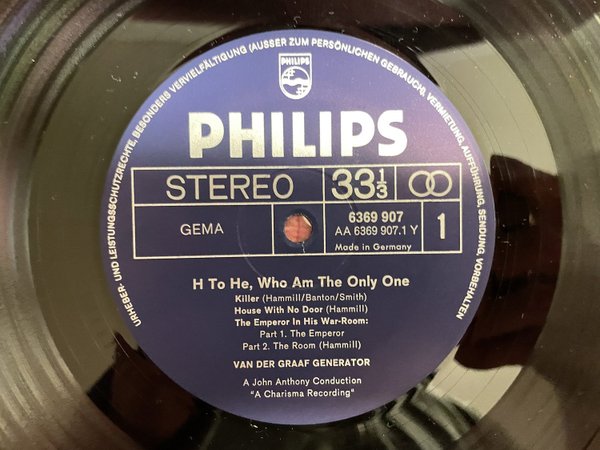 URHEBER- UND LEISTUNGSSCHUTZRECHTE, BESONDERS VERVIELFÄLTIGUNG (AUSSER ZUM PERSÖNLICHEN GEBRAUCH), VERMIETUNG, AUFFÜHRUNG, SENDUNG, VORBEHALTEN
PHILIPS
PHILIPS
STEREO 33 1/3
GEMA
6369 907
AA 6369 907.1 Y
Made in Germany
1
H To He, Who Am The Only One
Killer (Hammill/Banton/Smith)
House With No Door (Hammill)
The Emperor In His War-Room:
Part 1. The Emperor
Part 2. The Room (Hammill)
VAN DER GRAAF GENERATOR
A John Anthony Conduction
"A Charisma Recording"